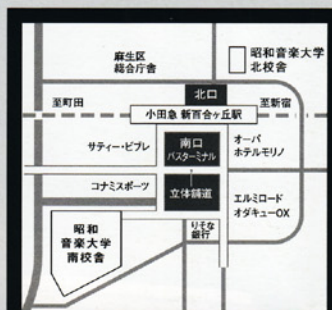 麻生区
総合庁舎
昭和音楽大学
北校舎
北口
至町田
至新宿
小田急 新百合ヶ丘駅
サティー・ビブレ
南口
バスターミナル
オーパ
ホテルモリノ
コナミスポーツ
立体舗道
エルミロード
オダキューOX
りそな
銀行
昭和
音楽大学
南校舎